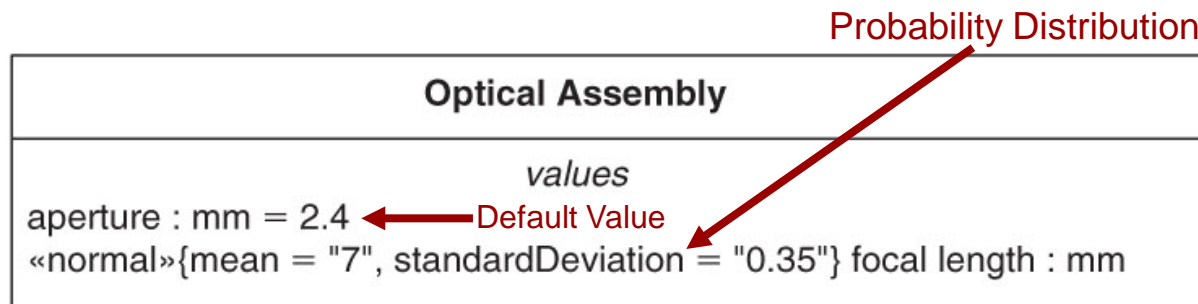 Probability Distribution
Optical Assembly
values
aperture : mm = 2.4 Default Value
«normal»{mean = "7", standardDeviation = "0.35"} focal length : mm